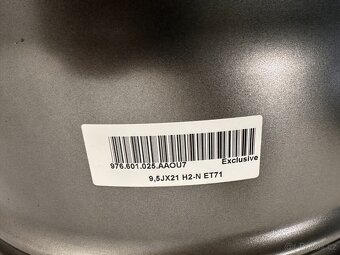 976.601.025.AAOU7 Exclusive
9,5JX21 H2-N ET71